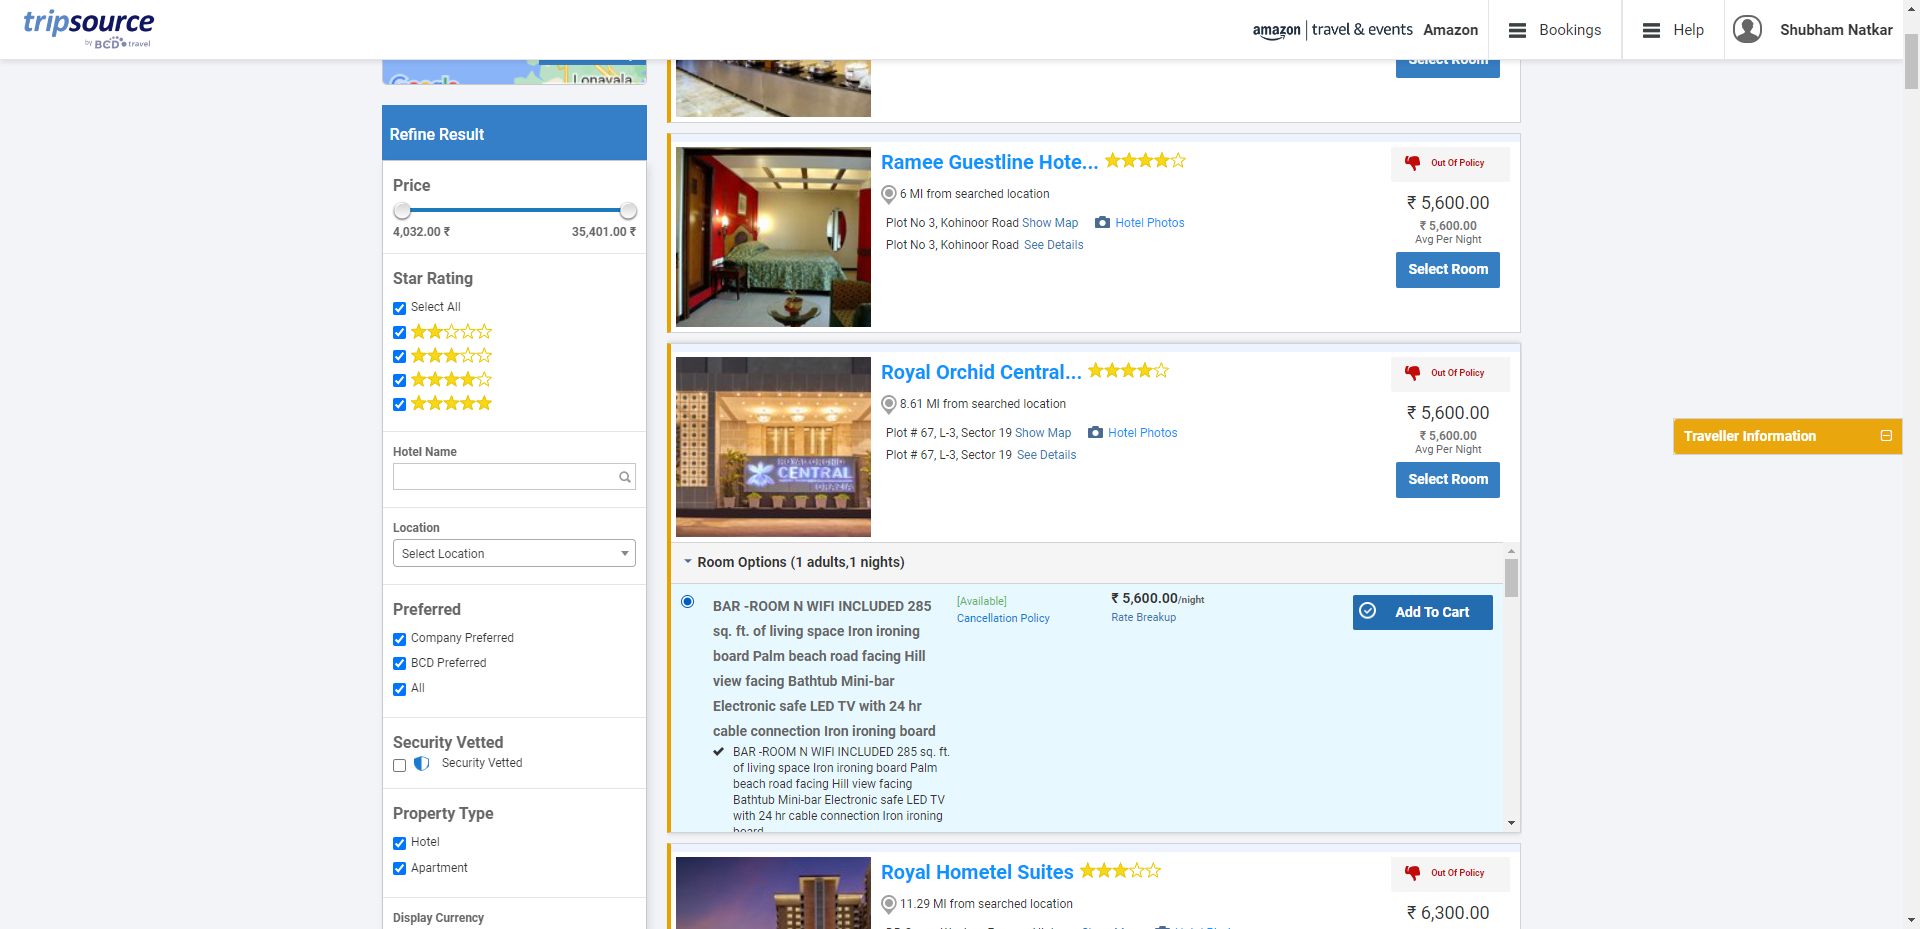 tripsource
by BCD travel
amazon | travel & events Amazon
Bookings
Help
Shubham Natkar
Google
Lonavala
Select Room
Refine Result
Price
4,032.00 ₹
35,401.00 ₹
Star Rating
Select All
Hotel Name
Location
Select Location
Preferred
Company Preferred
BCD Preferred
All
Security Vetted
Security Vetted
Property Type
Hotel
Apartment
Display Currency
Ramee Guestline Hote...
6 MI from searched location
Plot No 3, Kohinoor Road Show Map Hotel Photos
Plot No 3, Kohinoor Road See Details
Out Of Policy
₹ 5,600.00
₹ 5,600.00
Avg Per Night
Select Room
Royal Orchid Central...
8.61 MI from searched location
Plot # 67, L-3, Sector 19 Show Map Hotel Photos
Plot # 67, L-3, Sector 19 See Details
ROYAL ORCHID
CENTRAL
Out Of Policy
₹ 5,600.00
₹ 5,600.00
Avg Per Night
Select Room
Room Options (1 adults,1 nights)
BAR -ROOM N WIFI INCLUDED 285
sq. ft. of living space Iron ironing
board Palm beach road facing Hill
view facing Bathtub Mini-bar
Electronic safe LED TV with 24 hr
cable connection Iron ironing board
BAR -ROOM N WIFI INCLUDED 285 sq. ft.
of living space Iron ironing board Palm
beach road facing Hill view facing
Bathtub Mini-bar Electronic safe LED TV
with 24 hr cable connection Iron ironing
board
[Available]
Cancellation Policy
₹ 5,600.00/night
Rate Breakup
Add To Cart
Royal Hometel Suites
11.29 MI from searched location
Out Of Policy
₹ 6,300.00
Traveller Information